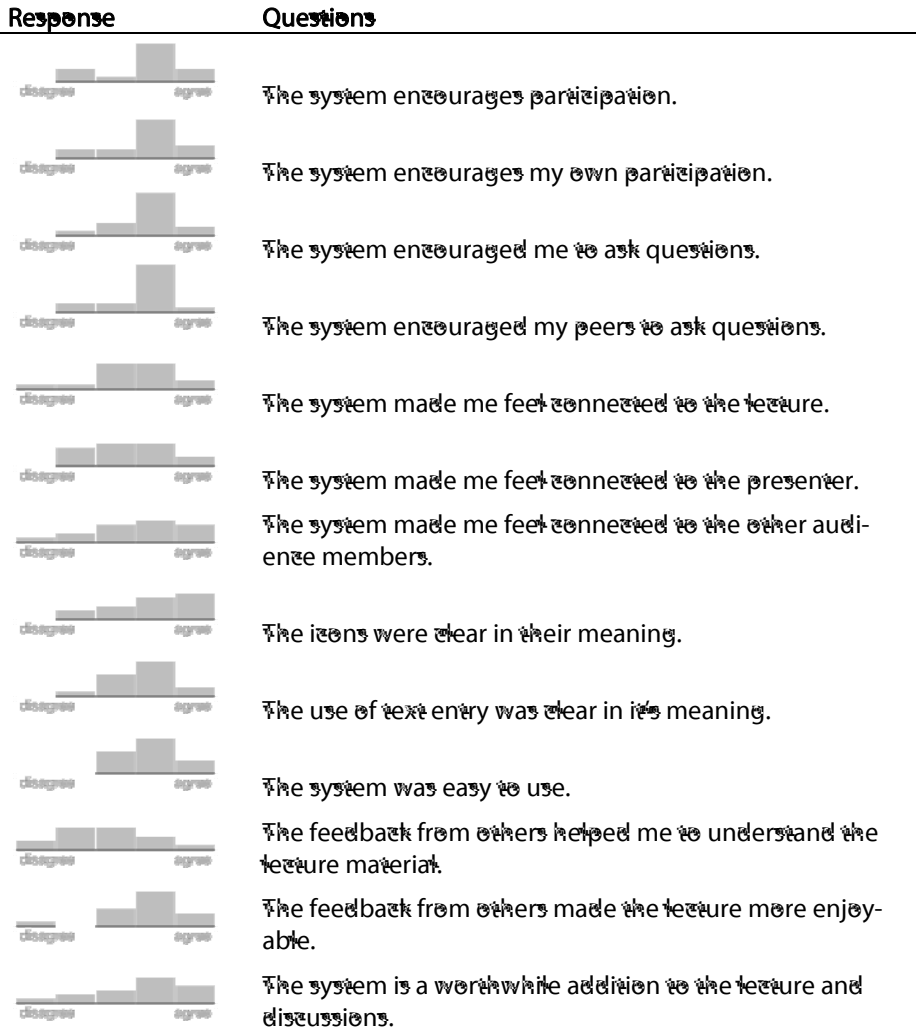 Response Questions
disagree agree The system encourages participation.
disagree agree The system encourages my own participation.
disagree agree The system encouraged me to ask questions.
disagree agree The system encouraged my peers to ask questions.
disagree agree The system made me feel connected to the lecture.
disagree agree The system made me feel connected to the presenter.
The system made me feel connected to the other audi-
disagree agree ence members.
disagree agree The icons were clear in their meaning.
disagree agree The use of text entry was clear in it's meaning.
disagree agree The system was easy to use.
The feedback from others helped me to understand the
disagree agree lecture material.
The feedback from others made the lecture more enjoy-
disagree agree able.
The system is a worthwhile addition to the lecture and
disagree agree discussions.